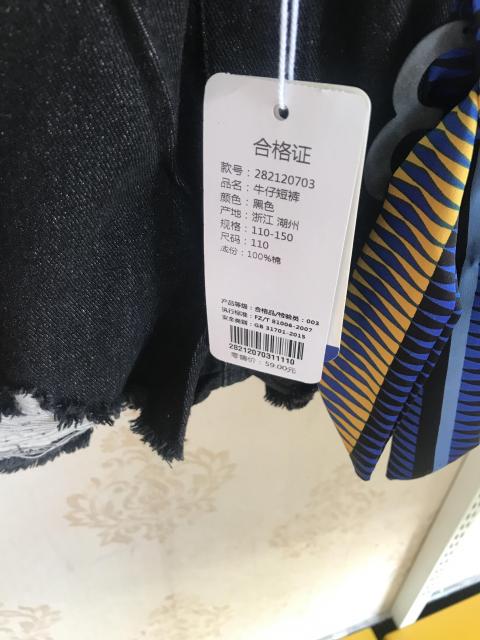 合格证
款号：282120703
品名：牛仔短裤
颜色：黑色
产地：浙江 湖州
规格：110-150
尺码：110
成份：100%棉
产品等级：合格品/检验员：003
执行标准：FZ/T 81006-2007
安全类别：GB 31701-2015
28212070311110
零售价：59.00元